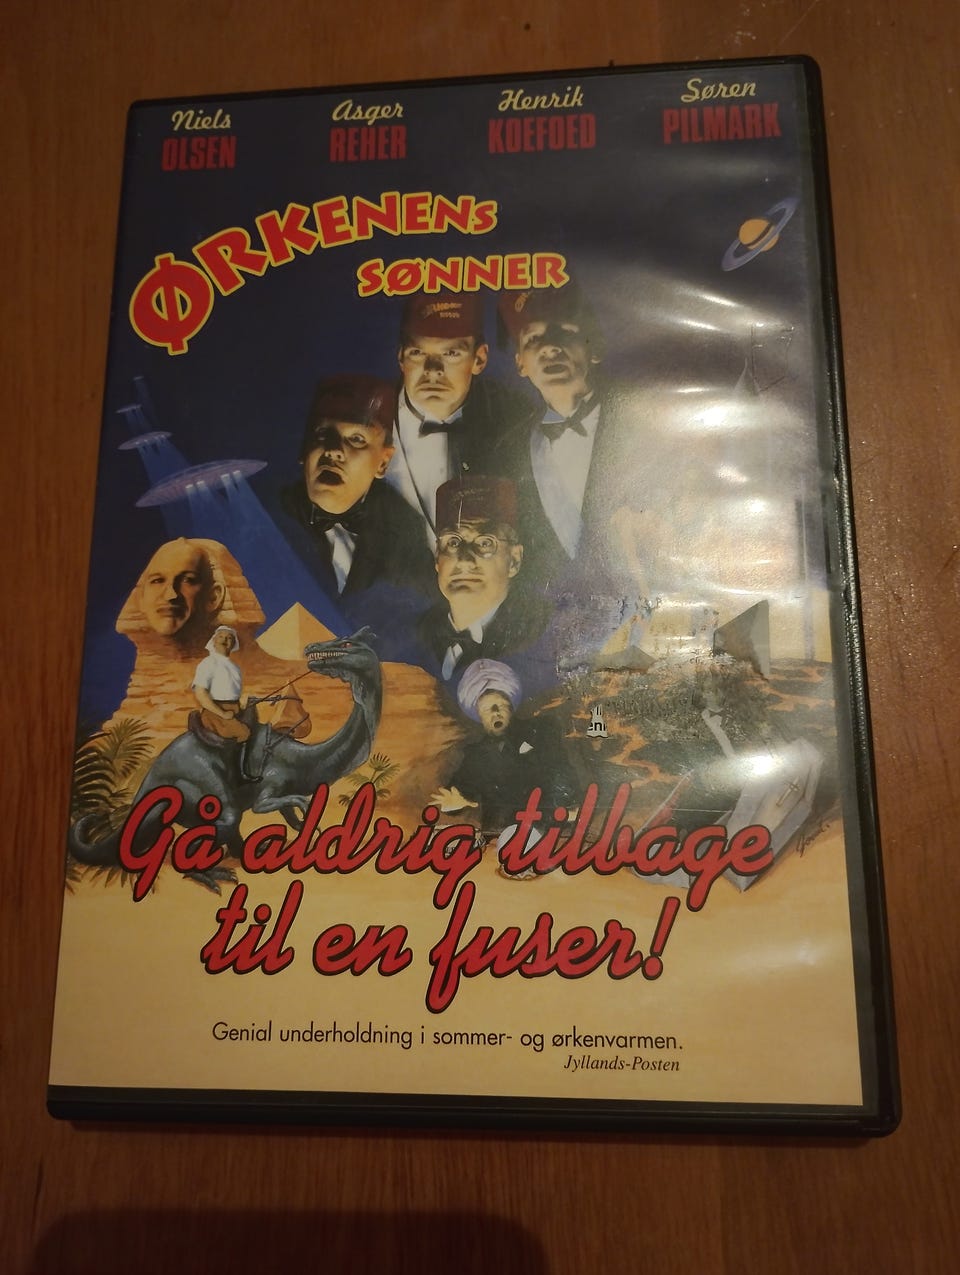 Niels
OLSEN
Asger
REHER
Henrik
KOEFOED
Søren
PILMARK
ØRKENENS
SØNNER
Gå aldrig tilbage
til en fuser!
Genial underholdning i sommer- og ørkenvarmen.
Jyllands-Posten